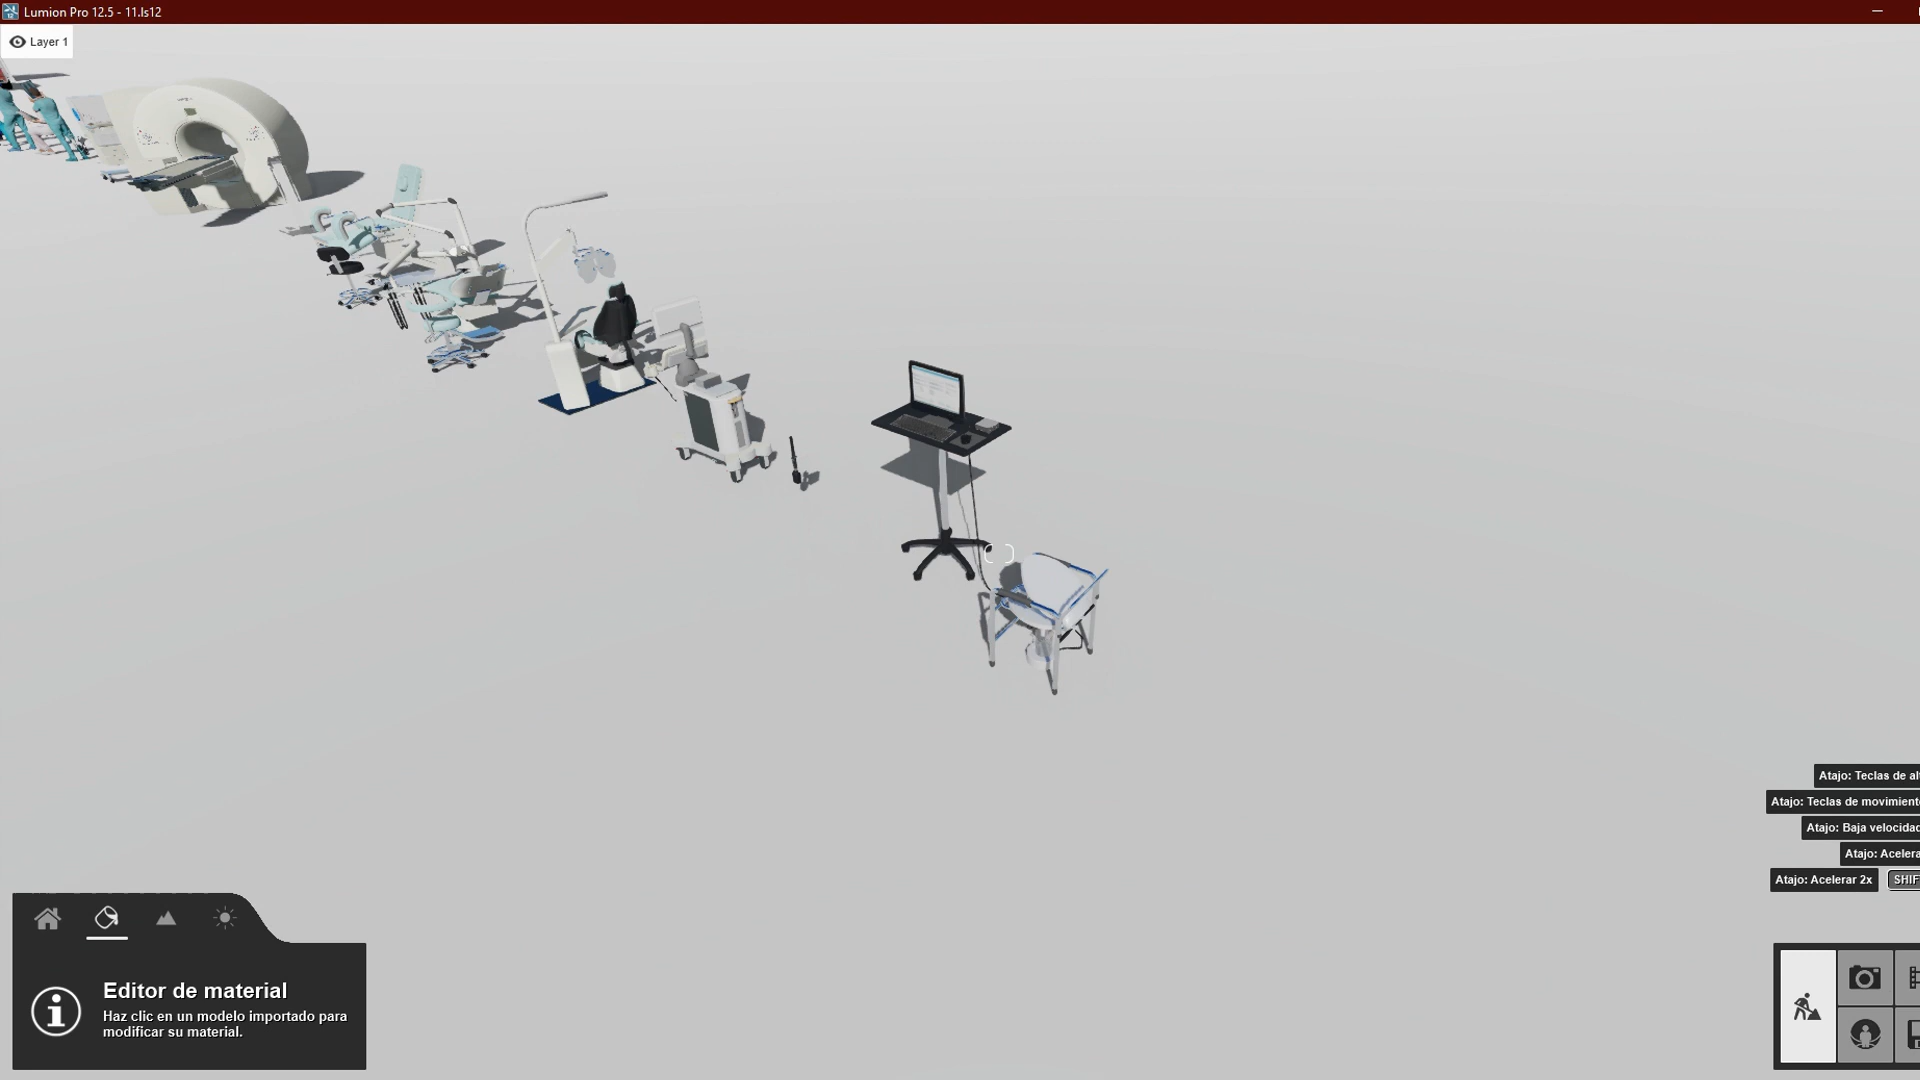 Lumion Pro 12.5 - 11.ls12
Layer 1
Atajo: Teclas de al
Atajo: Teclas de movimient
Atajo: Baja velocidad
Atajo: Acelera
Atajo: Acelerar 2x SHIF
Editor de material
Haz clic en un modelo importado para
modificar su material.